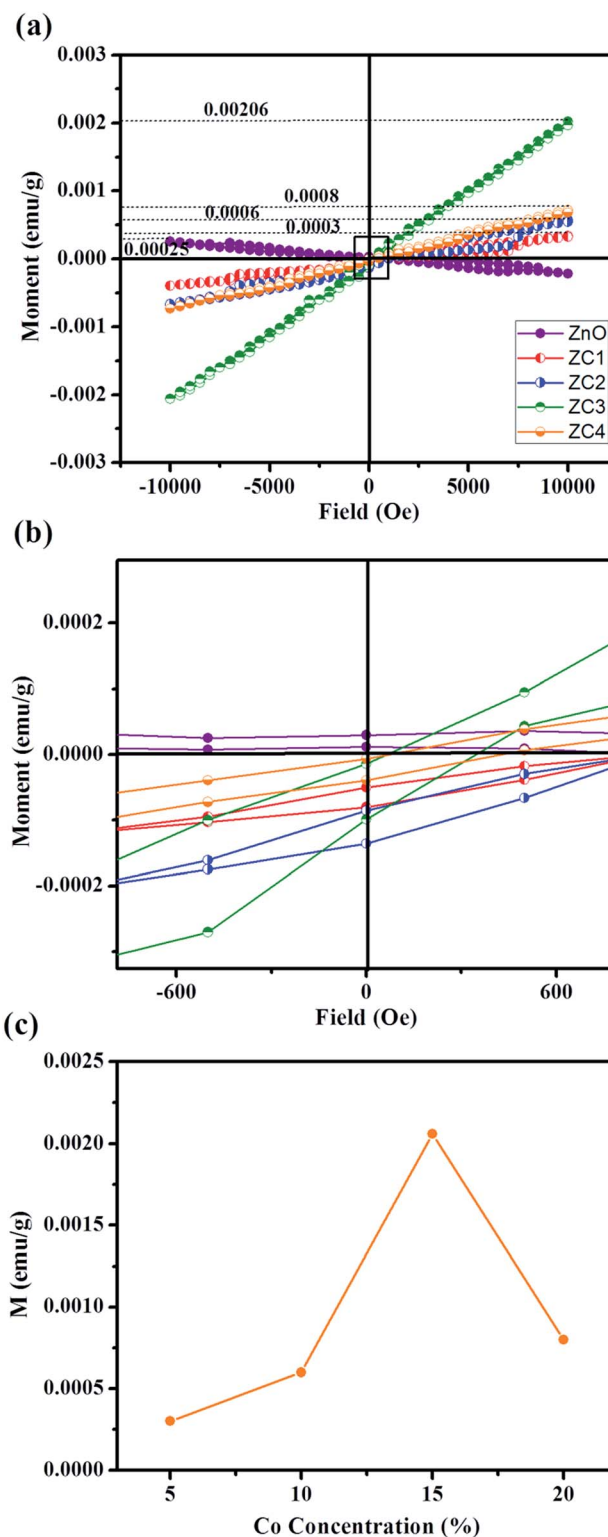 (a)
0.003
0.002
0.001
0.000
-0.001
-0.002
-0.003
Moment (emu/g)
0.00206
0.0008
0.0006
0.0003
0.00025
ZnO
ZC1
ZC2
ZC3
ZC4
-10000 -5000 0 5000 10000
Field (Oe)
(b)
0.0002
0.0000
-0.0002
Moment (emu/g)
-600 0 600
Field (Oe)
(c)
0.0025
0.0020
0.0015
0.0010
0.0005
0.0000
M (emu/g)
5 10 15 20
Co Concentration (%)